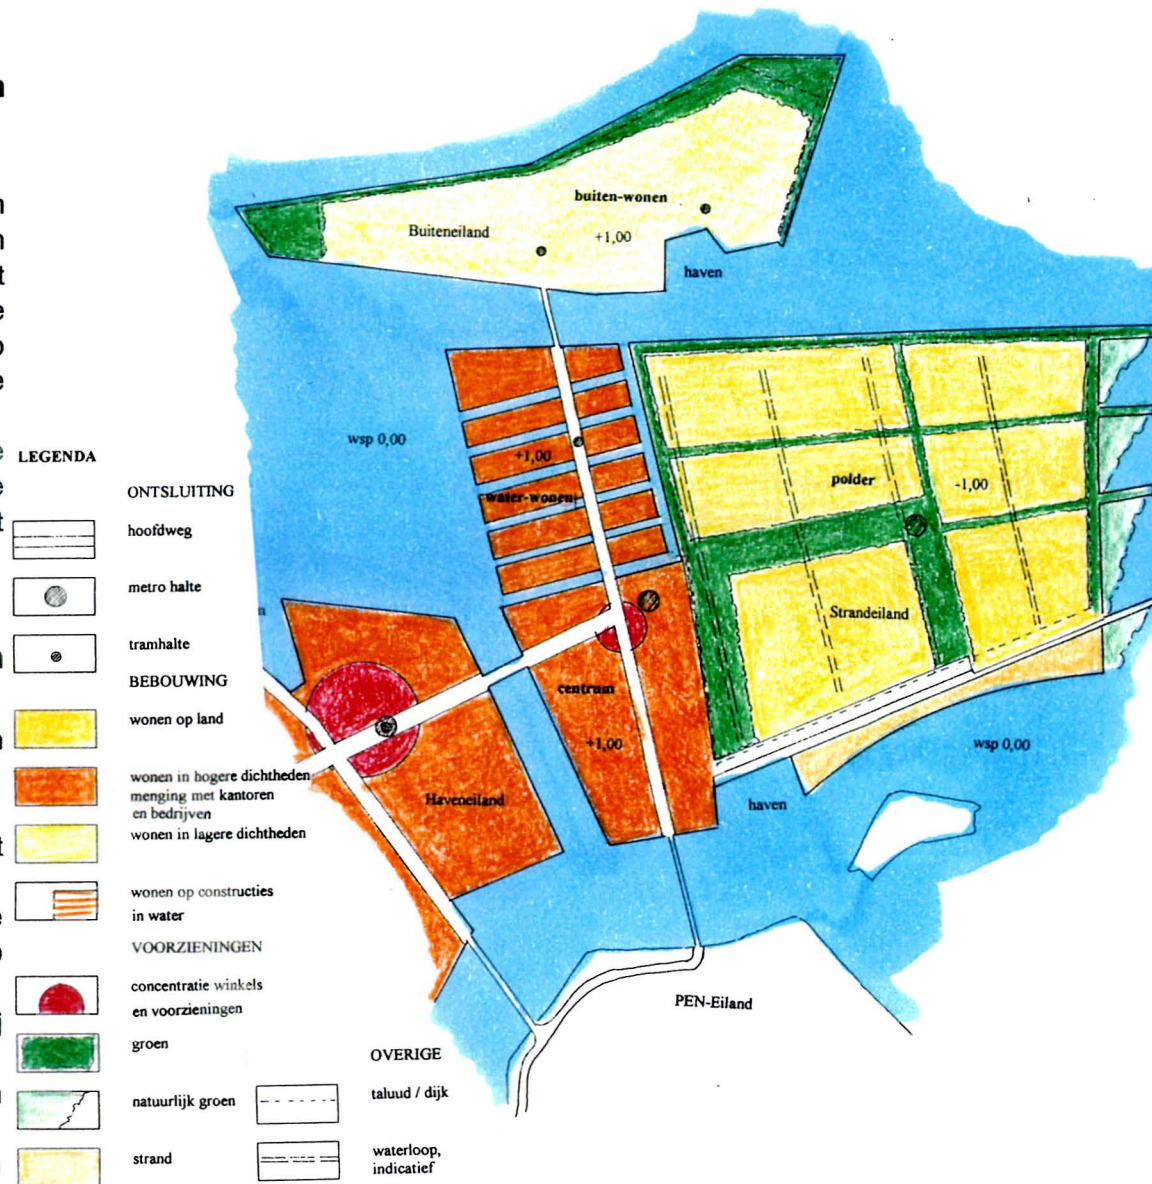 buiten-wonen
Buiteneiland
+1,00
haven
wsp 0,00
+1,00
water-wonen
polder
-1,00
Strandeiland
centrum
+1,00
Haveneiland
haven
wsp 0,00
PEN-Eiland
LEGENDA
ONTSLUITING
hoofdweg
metro halte
tramhalte
BEBOUWING
wonen op land
wonen in hogere dichtheden
menging met kantoren
en bedrijven
wonen in lagere dichtheden
wonen op constructies
in water
VOORZIENINGEN
concentratie winkels
en voorzieningen
groen
natuurlijk groen
strand
OVERIGE
taluud / dijk
waterloop,
indicatief